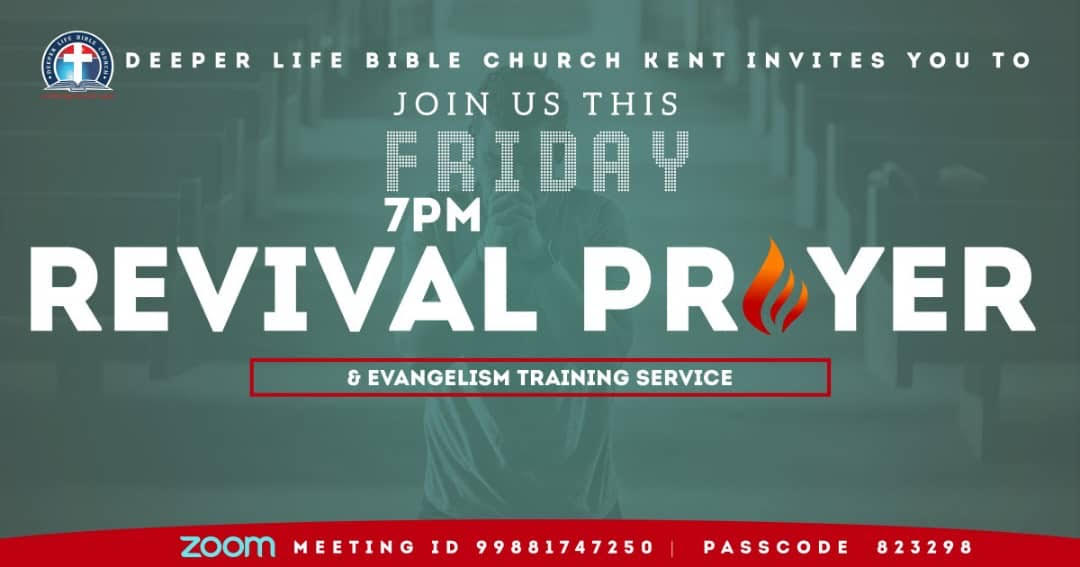 DEEPER LIFE BIBLE CHURCH
DEEPER LIFE BIBLE CHURCH KENT INVITES YOU TO
JOIN US THIS
FRIDAY
7PM
REVIVAL PRAYER
& EVANGELISM TRAINING SERVICE
zoom MEETING ID 99881747250 | PASSCODE 823298